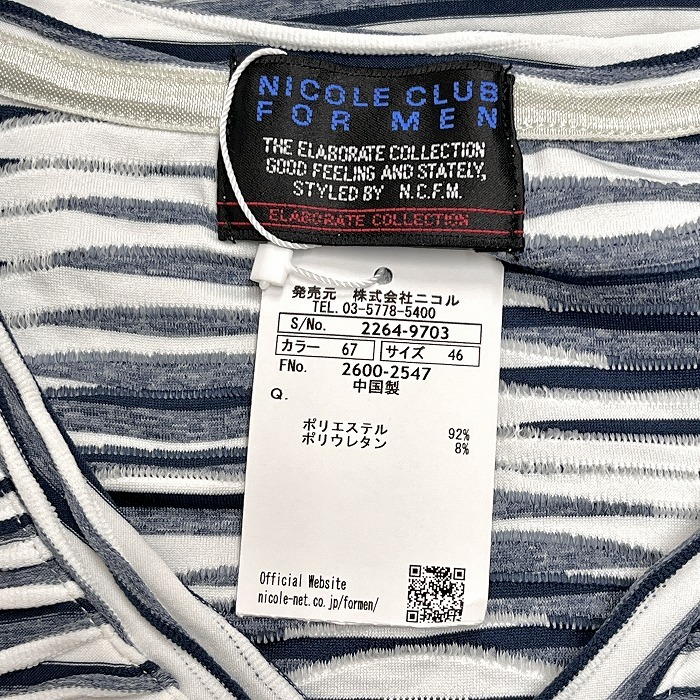 NICOLE CLUB
FOR MEN
THE ELABORATE COLLECTION
GOOD FEELING AND STATELY,
STYLED BY N.C.F.M.
ELABORATE COLLECTION
発売元 株式会社ニコル
TEL. 03-5778-5400
S/No. 2264-9703
カラー 67 サイズ 46
FNo. 2600-2547
中国製
Q.
ポリエステル 92%
ポリウレタン 8%
Official Website
nicole-net.co.jp/formen/